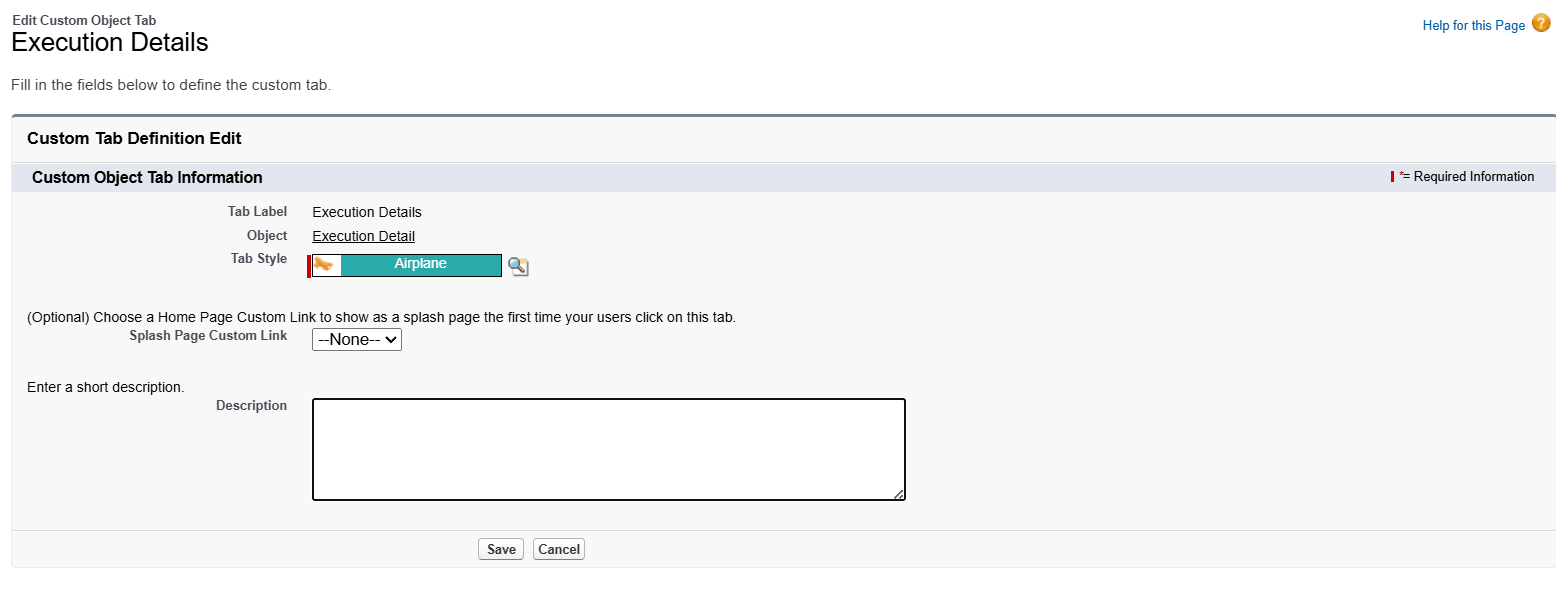 Edit Custom Object Tab
Execution Details
Help for this Page ?
Fill in the fields below to define the custom tab.
Custom Tab Definition Edit
Custom Object Tab Information
*= Required Information
Tab Label Execution Details
Object Execution Detail
Tab Style Airplane
(Optional) Choose a Home Page Custom Link to show as a splash page the first time your users click on this tab.
Splash Page Custom Link --None--
Enter a short description.
Description
Save Cancel